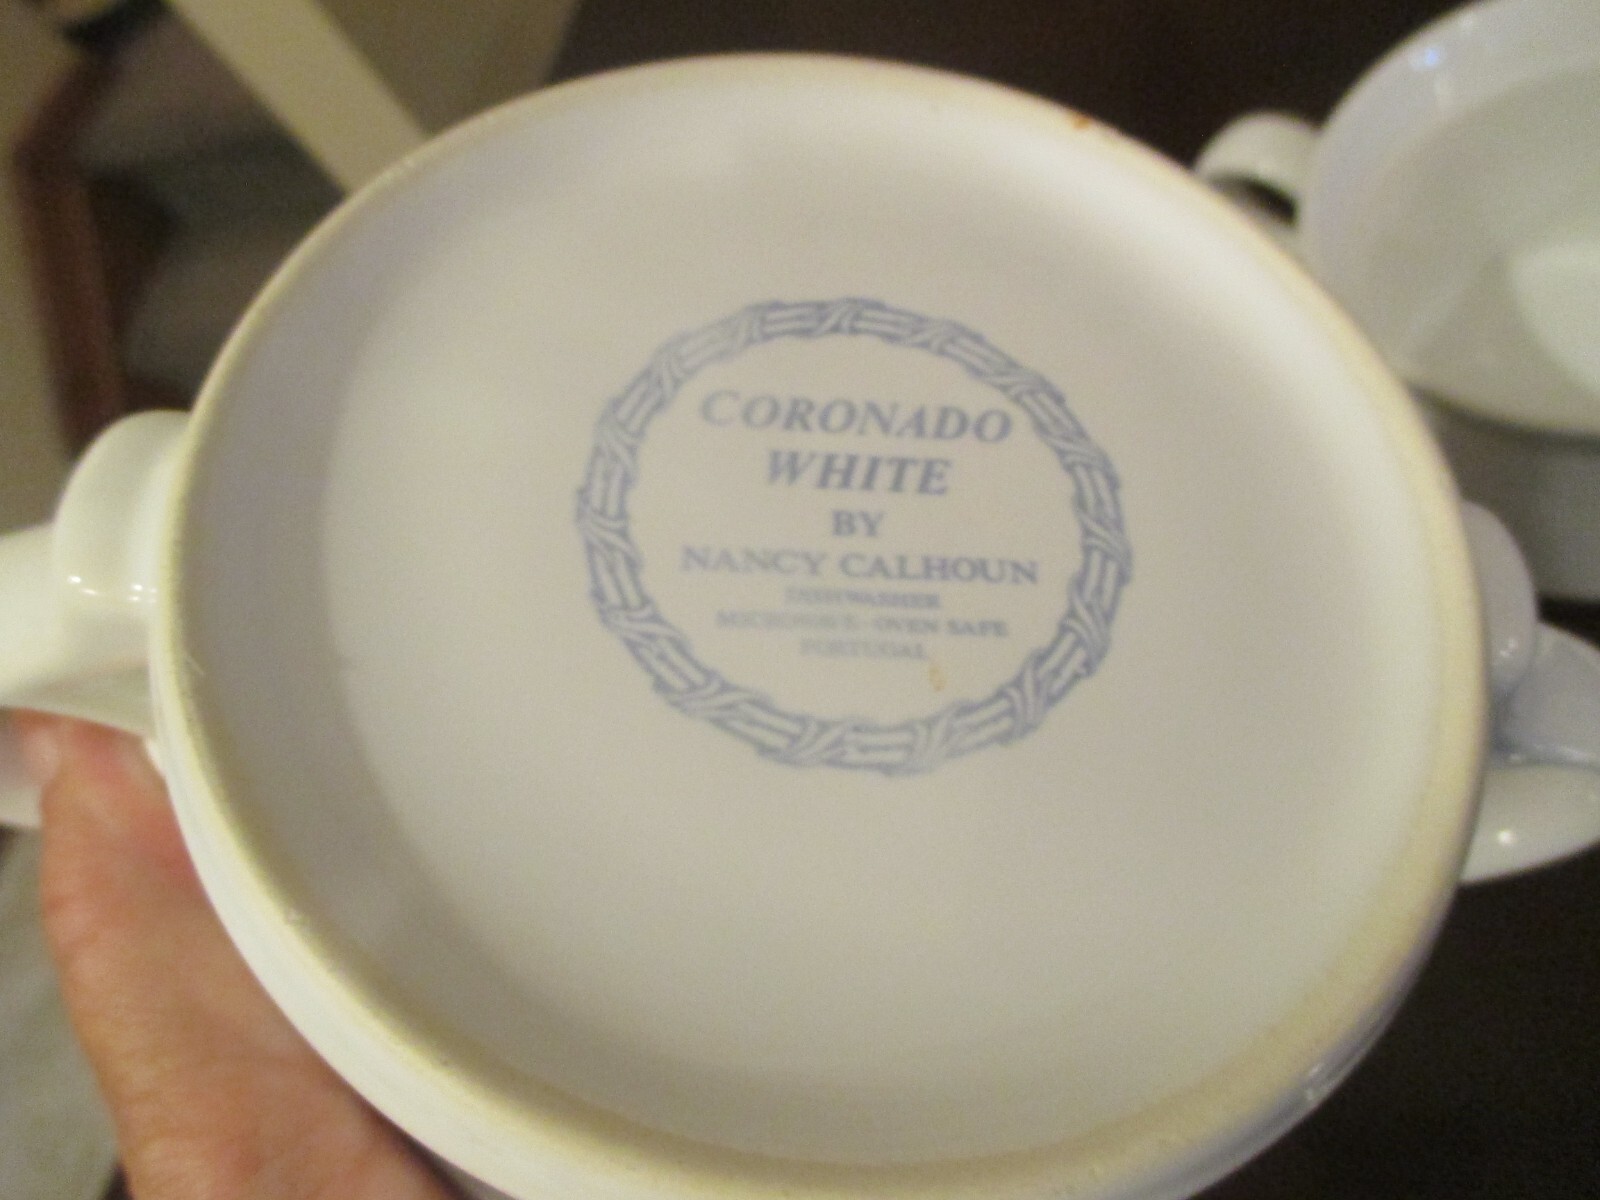 CORONADO
WHITE
BY
NANCY CALHOUN
DISHWASHER
MICROWAVE - OVEN SAFE
PORTUGAL